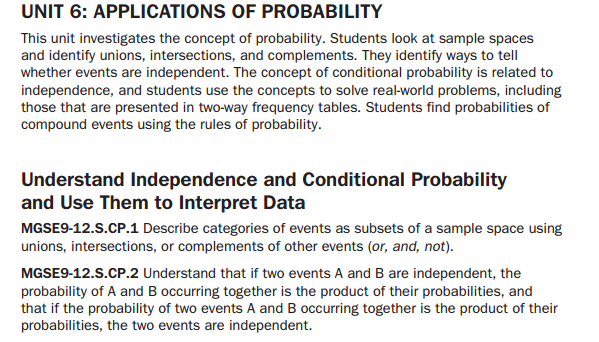 UNIT 6: APPLICATIONS OF PROBABILITY
This unit investigates the concept of probability. Students look at sample spaces
and identify unions, intersections, and complements. They identify ways to tell
whether events are independent. The concept of conditional probability is related to
independence, and students use the concepts to solve real-world problems, including
those that are presented in two-way frequency tables. Students find probabilities of
compound events using the rules of probability.
Understand Independence and Conditional Probability
and Use Them to Interpret Data
MGSE9-12.S.CP.1 Describe categories of events as subsets of a sample space using
unions, intersections, or complements of other events (or, and, not).
MGSE9-12.S.CP.2 Understand that if two events A and B are independent, the
probability of A and B occurring together is the product of their probabilities, and
that if the probability of two events A and B occurring together is the product of their
probabilities, the two events are independent.